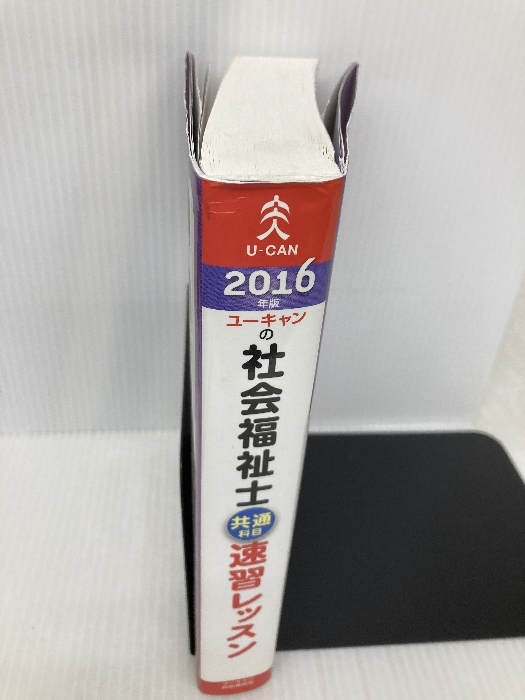 U-CAN
2016
年版
ユーキャン
の
社会福祉士
共通
科目
速習レッスン